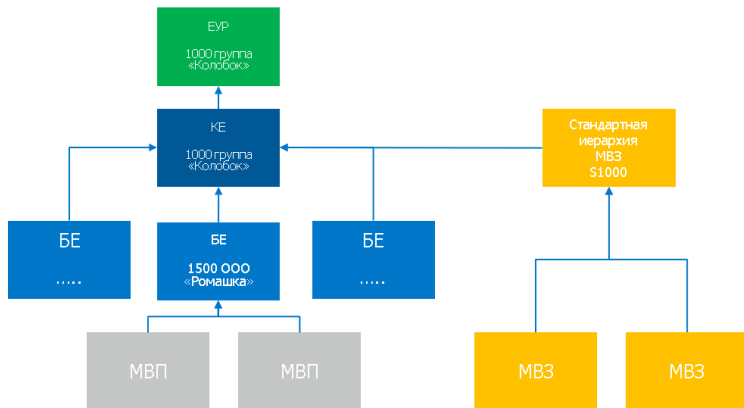 ЕУР
1000 группа
«Колобок»
КЕ
1000 группа
«Колобок»
Стандартная
иерархия
МВЗ
S1000
БЕ
.....
БЕ
1500 ООО
«Ромашка»
БЕ
.....
МВП
МВП
МВЗ
МВЗ